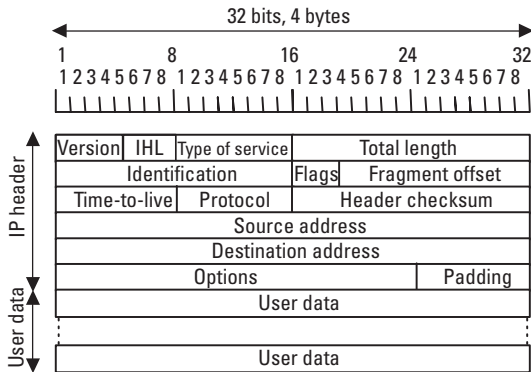 32 bits, 4 bytes
1 8 16 24 32
1 2 3 4 5 6 7 8 1 2 3 4 5 6 7 8 1 2 3 4 5 6 7 8 1 2 3 4 5 6 7 8
IP header
Version IHL Type of service Total length
Identification Flags Fragment offset
Time-to-live Protocol Header checksum
Source address
Destination address
Options Padding
User data
User data
User data